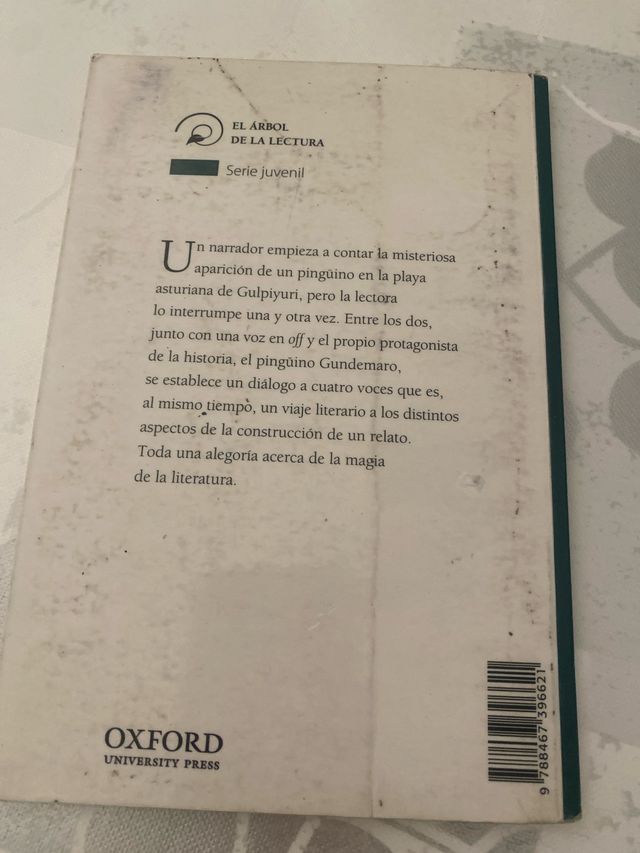 EL ÁRBOL
DE LA LECTURA
Serie juvenil
Un narrador empieza a contar la misteriosa
aparición de un pingüino en la playa
asturiana de Gulpiyuri, pero la lectora
lo interrumpe una y otra vez. Entre los dos,
junto con una voz en off y el propio protagonista
de la historia, el pingüino Gundemaro,
se establece un diálogo a cuatro voces que es,
al mismo tiempo, un viaje literario a los distintos
aspectos de la construcción de un relato.
Toda una alegoría acerca de la magia
de la literatura.
OXFORD
UNIVERSITY PRESS
9 788467 396621